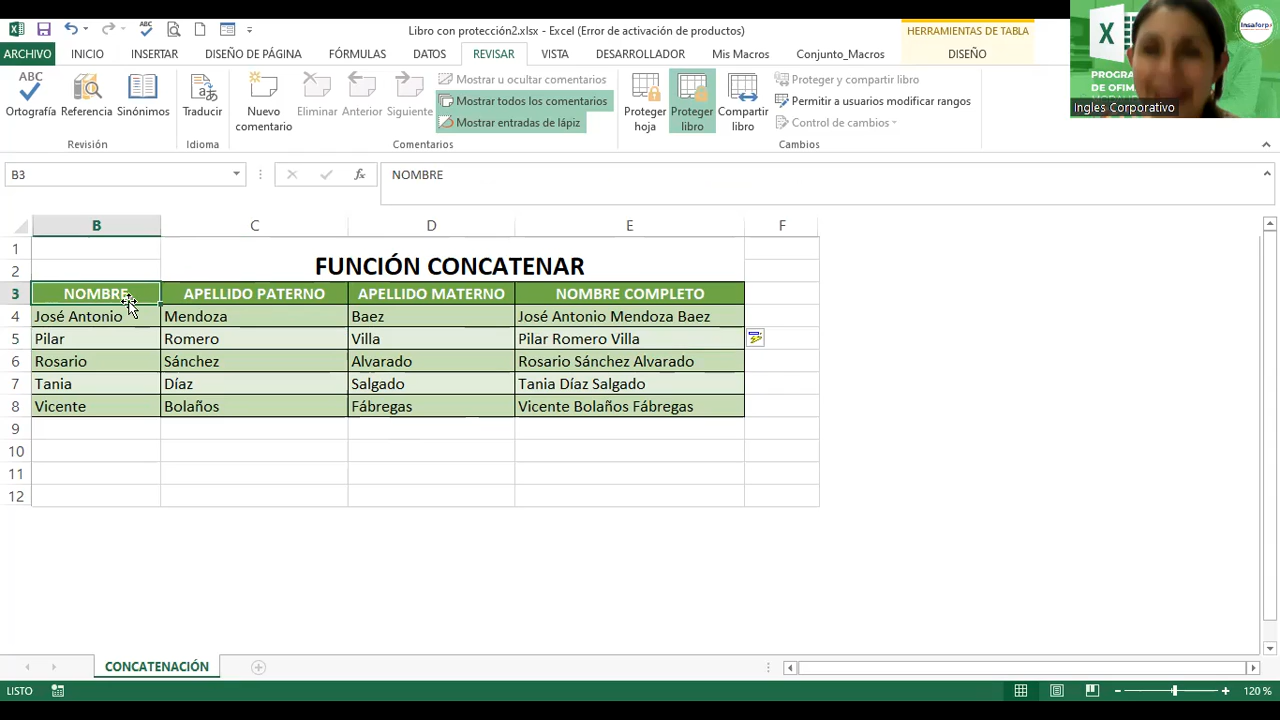 Libro con protección2.xlsx - Excel (Error de activación de productos)
HERRAMIENTAS DE TABLA
ARCHIVO INICIO INSERTAR DISEÑO DE PÁGINA FÓRMULAS DATOS REVISAR VISTA DESARROLLADOR Mis Macros Conjunto_Macros DISEÑO
ABC
Ortografía
Referencia
Sinónimos
Revisión
Traducir
Idioma
Nuevo
comentario
Eliminar
Anterior
Siguiente
Mostrar u ocultar comentarios
Mostrar todos los comentarios
Mostrar entradas de lápiz
Comentarios
Proteger
hoja
Proteger
libro
Compartir
libro
Proteger y compartir libro
Permitir a usuarios modificar rangos
Control de cambios
Cambios
PROGR
DE OFIM
Insaforp
Ingles Corporativo
B3 fx NOMBRE
B C D E F
1
2 FUNCIÓN CONCATENAR
3 NOMBRE APELLIDO PATERNO APELLIDO MATERNO NOMBRE COMPLETO
4 José Antonio Mendoza Baez José Antonio Mendoza Baez
5 Pilar Romero Villa Pilar Romero Villa
6 Rosario Sánchez Alvarado Rosario Sánchez Alvarado
7 Tania Díaz Salgado Tania Díaz Salgado
8 Vicente Bolaños Fábregas Vicente Bolaños Fábregas
9
10
11
12
CONCATENACIÓN
LISTO
120 %